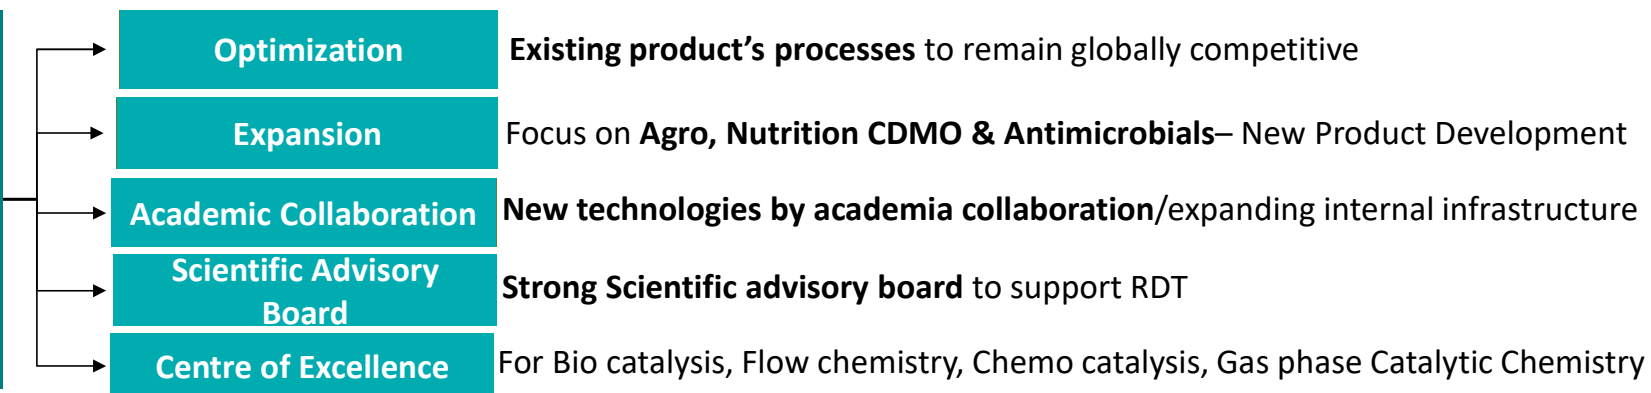 Optimization Existing product’s processes to remain globally competitive
Expansion Focus on Agro, Nutrition CDMO & Antimicrobials– New Product Development
Academic Collaboration New technologies by academia collaboration/expanding internal infrastructure
Scientific Advisory
Board
Strong Scientific advisory board to support RDT
Centre of Excellence For Bio catalysis, Flow chemistry, Chemo catalysis, Gas phase Catalytic Chemistry